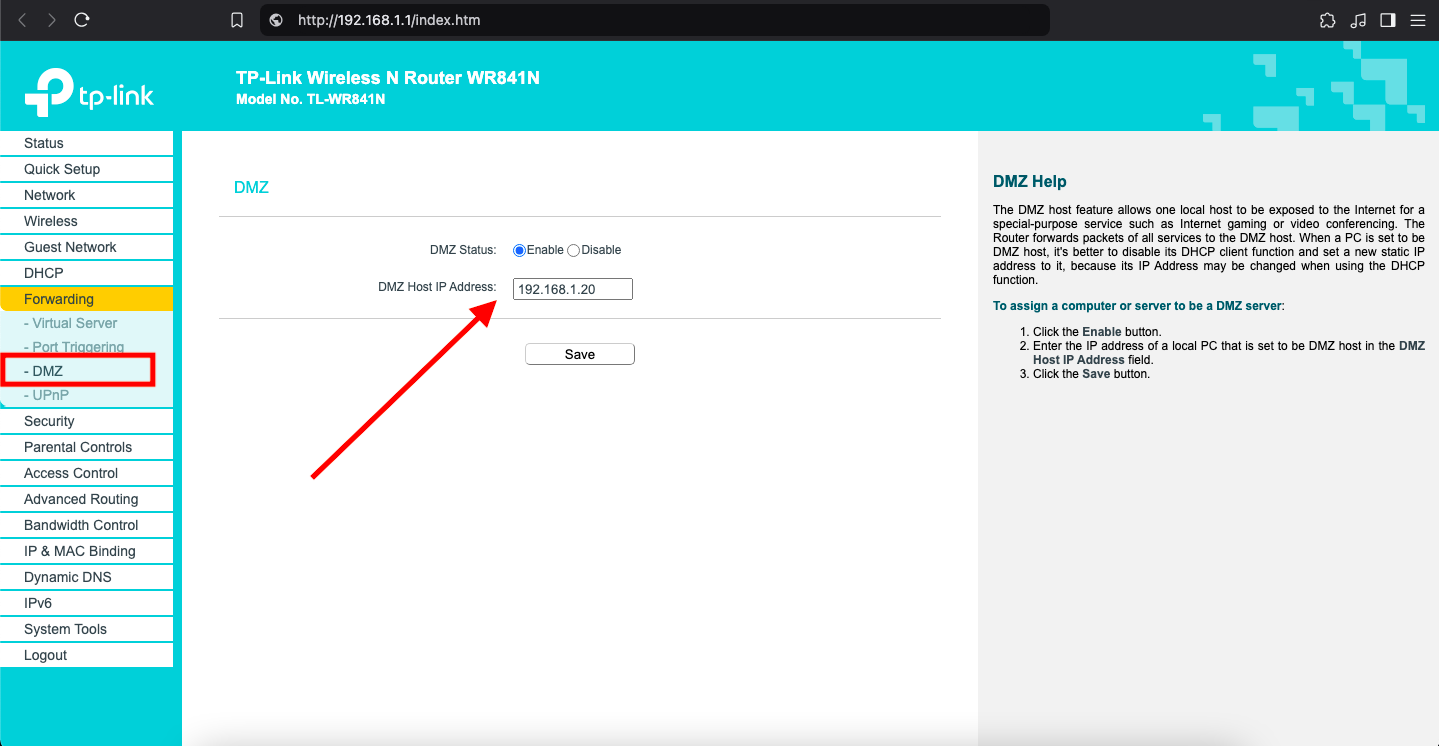 http://192.168.1.1/index.htm
tp-link
TP-Link Wireless N Router WR841N
Model No. TL-WR841N
Status
Quick Setup
Network
Wireless
Guest Network
DHCP
Forwarding
- Virtual Server
- Port Triggering
- DMZ
- UPnP
Security
Parental Controls
Access Control
Advanced Routing
Bandwidth Control
IP & MAC Binding
Dynamic DNS
IPv6
System Tools
Logout
DMZ
DMZ Status: Enable Disable
DMZ Host IP Address: 192.168.1.20
Save
DMZ Help
The DMZ host feature allows one local host to be exposed to the Internet for a
special-purpose service such as Internet gaming or video conferencing. The
Router forwards packets of all services to the DMZ host. When a PC is set to be
DMZ host, it's better to disable its DHCP client function and set a new static IP
address to it, because its IP Address may be changed when using the DHCP
function.
To assign a computer or server to be a DMZ server:
1. Click the Enable button.
2. Enter the IP address of a local PC that is set to be DMZ host in the DMZ
Host IP Address field.
3. Click the Save button.